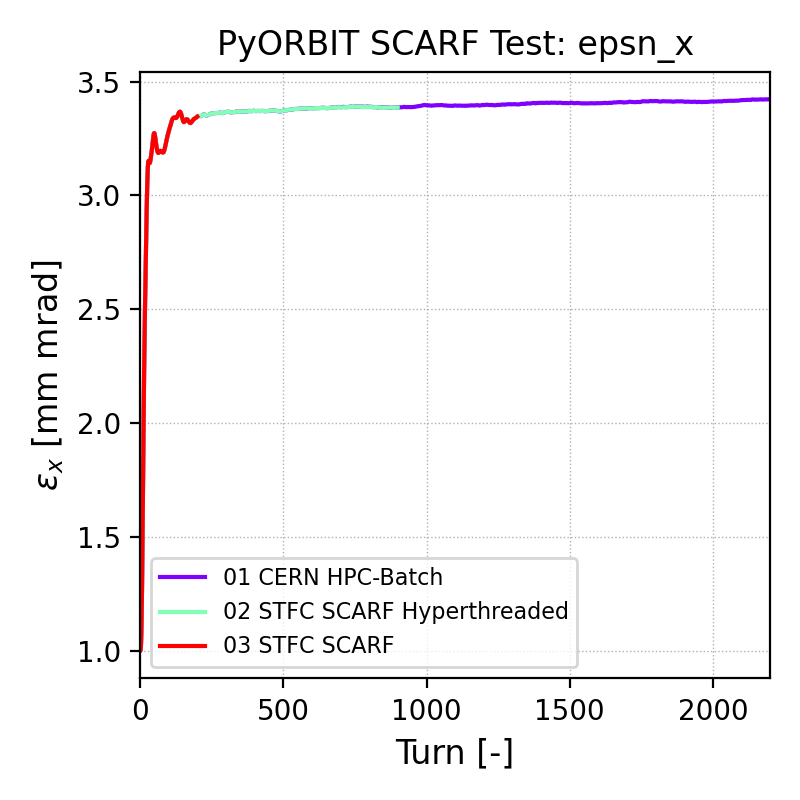 PyORBIT SCARF Test: epsn_x
3.5
3.0
2.5
2.0
1.5
1.0
εx [mm mrad]
01 CERN HPC-Batch
02 STFC SCARF Hyperthreaded
03 STFC SCARF
0 500 1000 1500 2000
Turn [-]